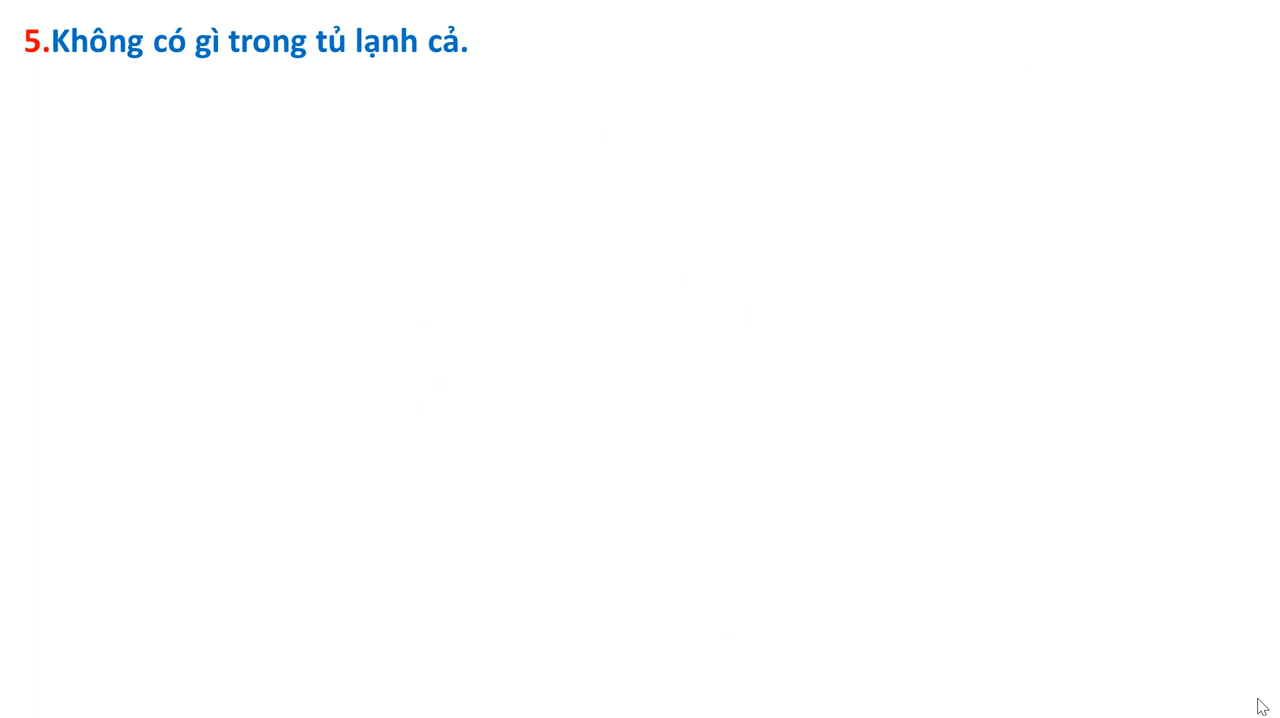 5.Không có gì trong tủ lạnh cả.